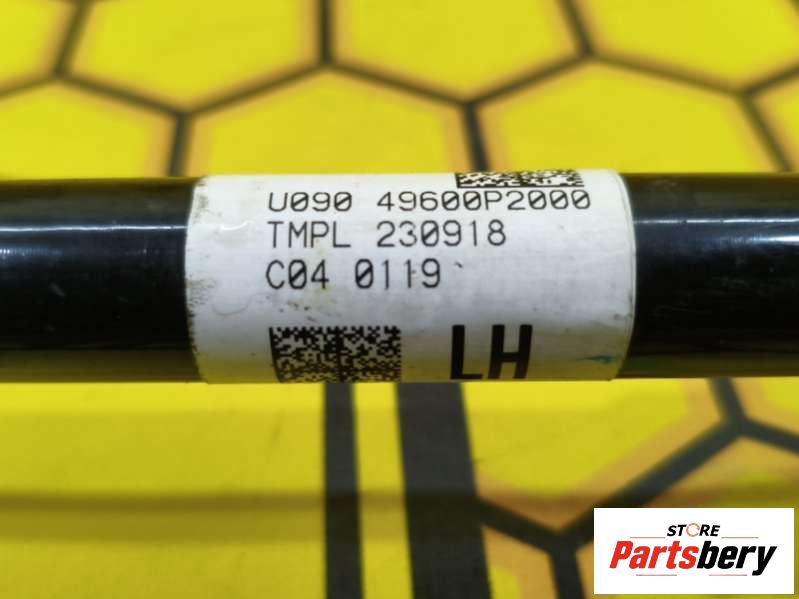 U090 49600P2000
TMPL 230918
C04 0119
LH
STORE
Partsbery